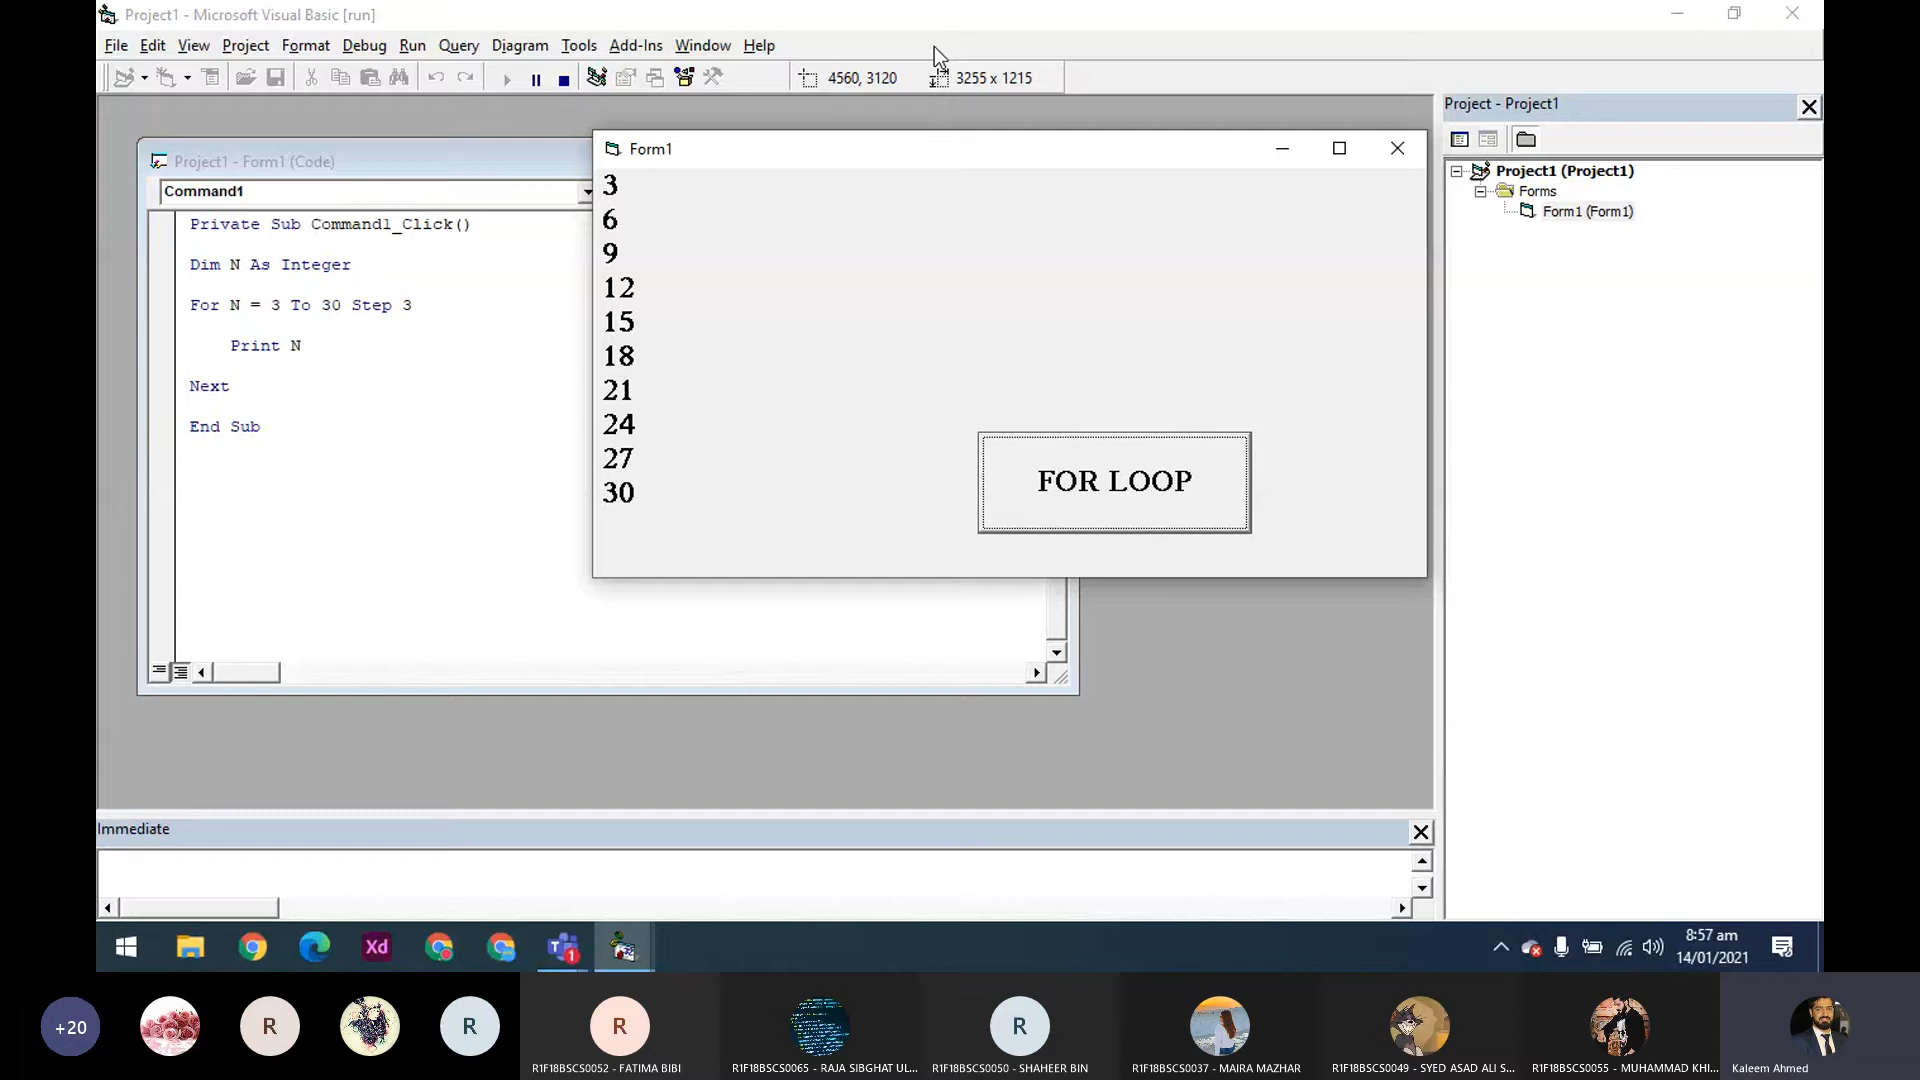 Project1 - Microsoft Visual Basic [run]
File Edit View Project Format Debug Run Query Diagram Tools Add-Ins Window Help
4560, 3120 3255 x 1215
Project - Project1
Project1 (Project1)
Forms
Form1 (Form1)
Project1 - Form1 (Code)
Command1
Private Sub Command1_Click()
Dim N As Integer
For N = 3 To 30 Step 3
Print N
Next
End Sub
Form1
3
6
9
12
15
18
21
24
27
30
FOR LOOP
Immediate
Xd
1
8:57 am
14/01/2021
+20
R
R
R
R
R1F18BSCS0052 - FATIMA BIBI
R1F18BSCS0065 - RAJA SIBGHAT UL...
R1F18BSCS0050 - SHAHEER BIN
R1F18BSCS0037 - MAIRA MAZHAR
R1F18BSCS0049 - SYED ASAD ALI S...
R1F18BSCS0055 - MUHAMMAD KHI...
Kaleem Ahmed